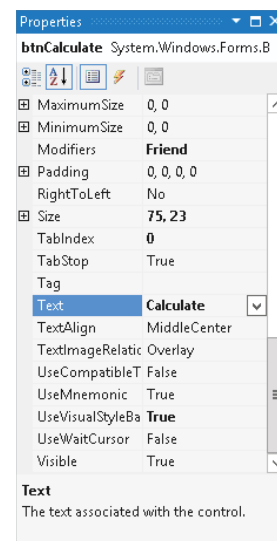 Properties
btnCalculate System.Windows.Forms.B
MaximumSize 0, 0
MinimumSize 0, 0
Modifiers Friend
Padding 0, 0, 0, 0
RightToLeft No
Size 75, 23
TabIndex 0
TabStop True
Tag
Text Calculate
TextAlign MiddleCenter
TextImageRelatic Overlay
UseCompatibleT False
UseMnemonic True
UseVisualStyleBa True
UseWaitCursor False
Visible True
Text
The text associated with the control.